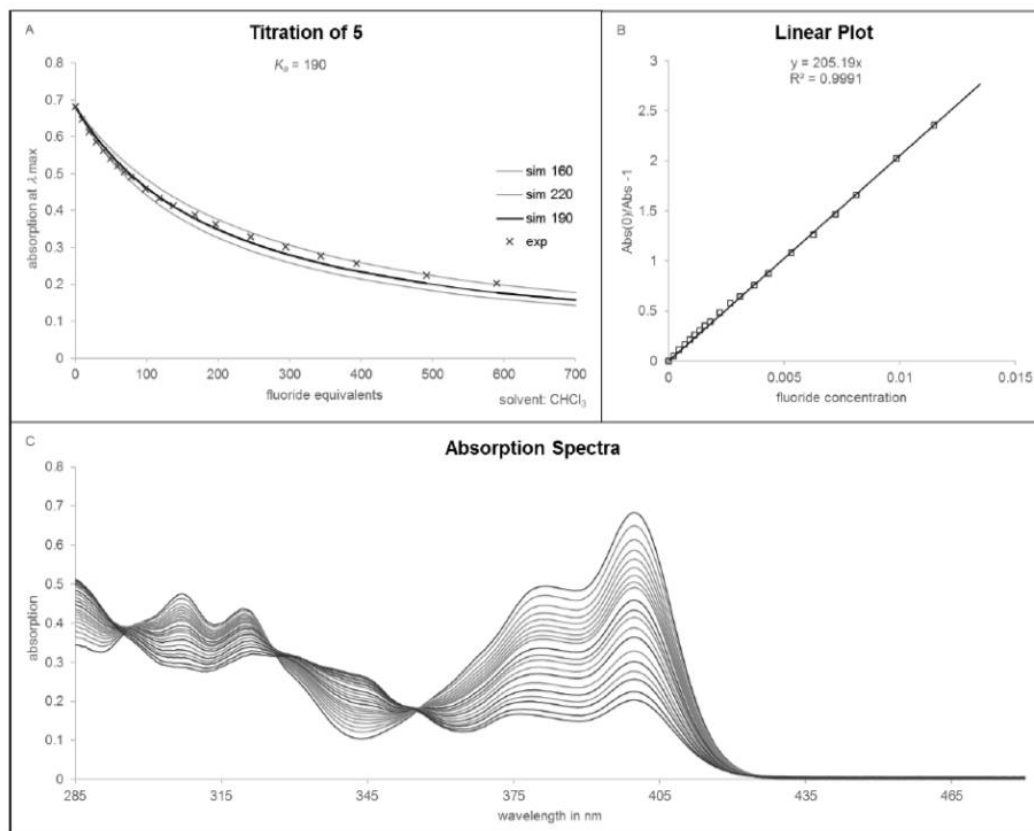 A
Titration of 5
Ka = 190
0.8
0.7
0.6
0.5
0.4
0.3
0.2
0.1
0
absorption at λmax
sim 160
sim 220
sim 190
exp
0 100 200 300 400 500 600 700
fluoride equivalents
solvent: CHCl3
B
Linear Plot
y = 205.19x
R² = 0.9991
3
2.5
2
1.5
1
0.5
0
Abs(0)/Abs -1
0 0.005 0.01 0.015
fluoride concentration
C
Absorption Spectra
0.8
0.7
0.6
0.5
0.4
0.3
0.2
0.1
0
absorption
285 315 345 375 405 435 465
wavelength in nm